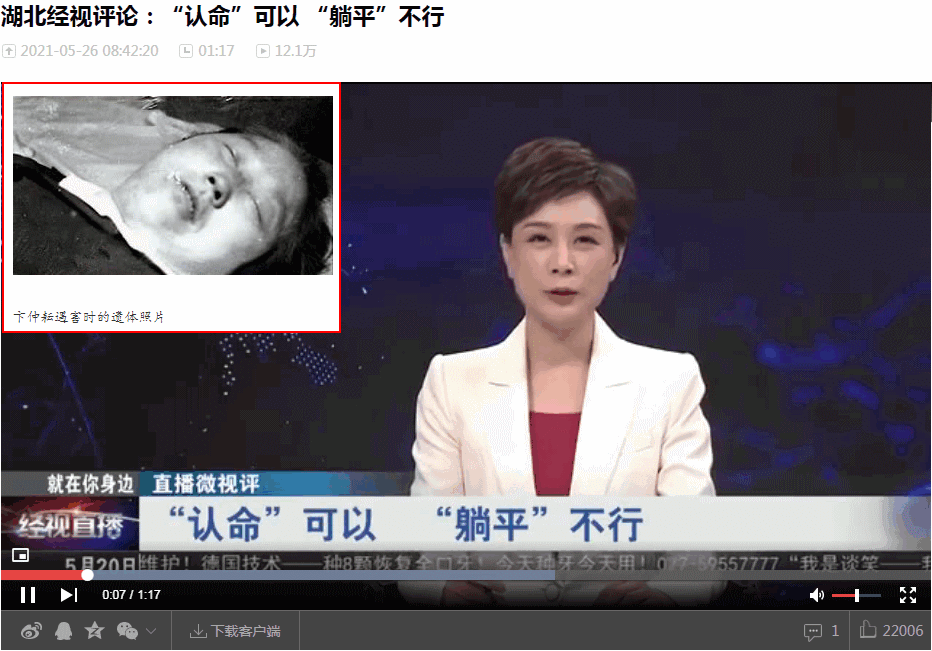 湖北经视评论：“认命”可以 “躺平”不行
2021-05-26 08:42:20 01:17 12.1万
卞仲耘遇害时的遗体照片
就在你身边 直播微视评
经视直播 “认命”可以 “躺平”不行
5月20日 维护！德国技术——一种8颗恢复全口牙！今天种牙今天用！027-59557777 “我是谈笑——我
0:07 / 1:17
下载客户端 1 22006